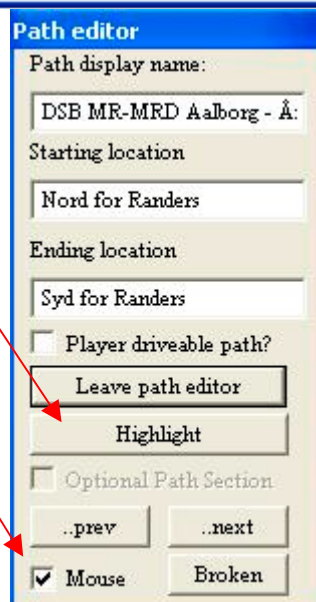 Path editor
Path display name:
DSB MR-MRD Aalborg - Å:
Starting location
Nord for Randers
Ending location
Syd for Randers
Player driveable path?
Leave path editor
Highlight
Optional Path Section
..prev ..next
Mouse Broken